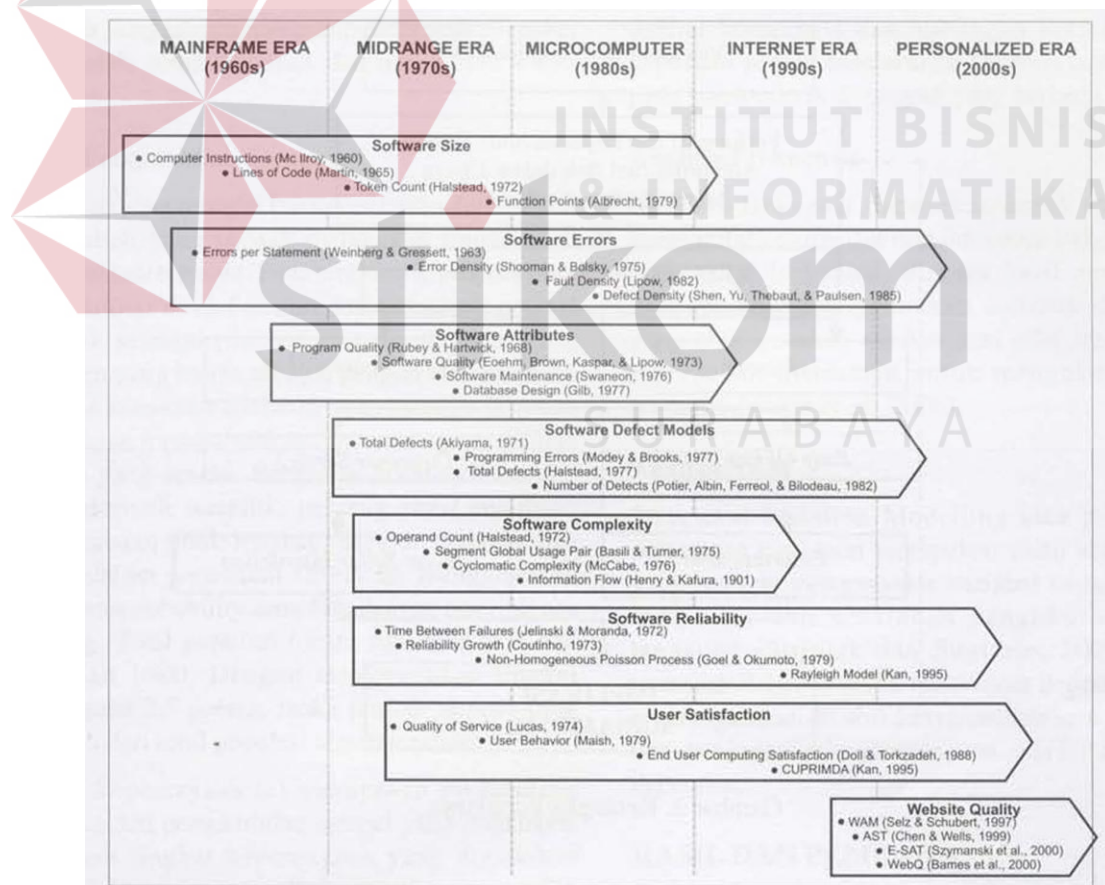 MAINFRAME ERA MIDRANGE ERA MICROCOMPUTER INTERNET ERA PERSONALIZED ERA
(1960s) (1970s) (1980s) (1990s) (2000s)
INSTITUT BISNIS
& INFORMATIKA
stikom
SURABAYA
Software Size
• Computer Instructions (Mc Ilroy, 1960)
• Lines of Code (Martin, 1965)
• Token Count (Halstead, 1972)
• Function Points (Albrecht, 1979)
Software Errors
• Errors per Statement (Weinberg & Gressett, 1963)
• Error Density (Shooman & Bolsky, 1975)
• Fault Density (Lipow, 1982)
• Defect Density (Shen, Yu, Thebaut, & Paulsen, 1985)
Software Attributes
• Program Quality (Rubey & Hartwick, 1968)
• Software Quality (Eoehm, Brown, Kaspar, & Lipow, 1973)
• Software Maintenance (Swaneon, 1976)
• Database Design (Gilb, 1977)
Software Defect Models
• Total Defects (Akiyama, 1971)
• Programming Errors (Modey & Brooks, 1977)
• Total Defects (Halstead, 1977)
• Number of Defects (Potier, Albin, Ferreol, & Bilodeau, 1982)
Software Complexity
• Operand Count (Halstead, 1972)
• Segment Global Usage Pair (Basili & Turner, 1975)
• Cyclomatic Complexity (McCabe, 1976)
• Information Flow (Henry & Kafura, 1901)
Software Reliability
• Time Between Failures (Jelinski & Moranda, 1972)
• Reliability Growth (Coutinho, 1973)
• Non-Homogeneous Poisson Process (Goel & Okumoto, 1979)
• Rayleigh Model (Kan, 1995)
User Satisfaction
• Quality of Service (Lucas, 1974)
• User Behavior (Maish, 1979)
• End User Computing Satisfaction (Doll & Torkzadeh, 1988)
• CUPRIMDA (Kan, 1995)
Website Quality
• WAM (Selz & Schubert, 1997)
• AST (Chen & Wells, 1999)
• E-SAT (Szymanski et al., 2000)
• WebQ (Bames et al., 2000)